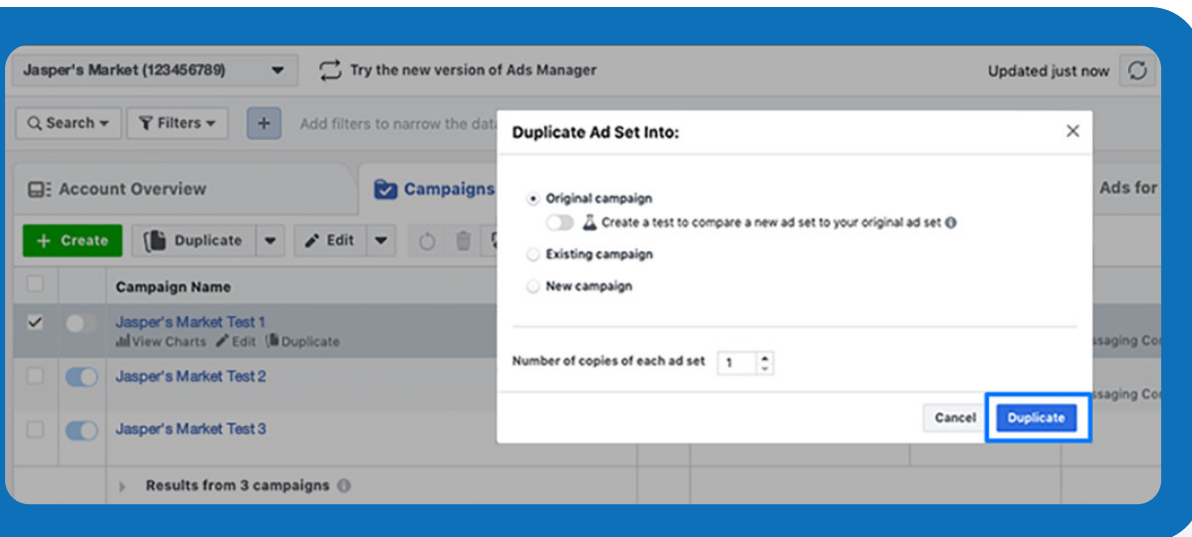 Jasper's Market (123456789)
Try the new version of Ads Manager
Updated just now
Search
Filters
+
Add filters to narrow the data
Duplicate Ad Set Into:
Account Overview
Campaigns
Ads for
Original campaign
Create a test to compare a new ad set to your original ad set
Existing campaign
New campaign
+ Create
Duplicate
Edit
Campaign Name
Jasper's Market Test 1
View Charts Edit Duplicate
Jasper's Market Test 2
Jasper's Market Test 3
Number of copies of each ad set 1
Cancel
Duplicate
Results from 3 campaigns